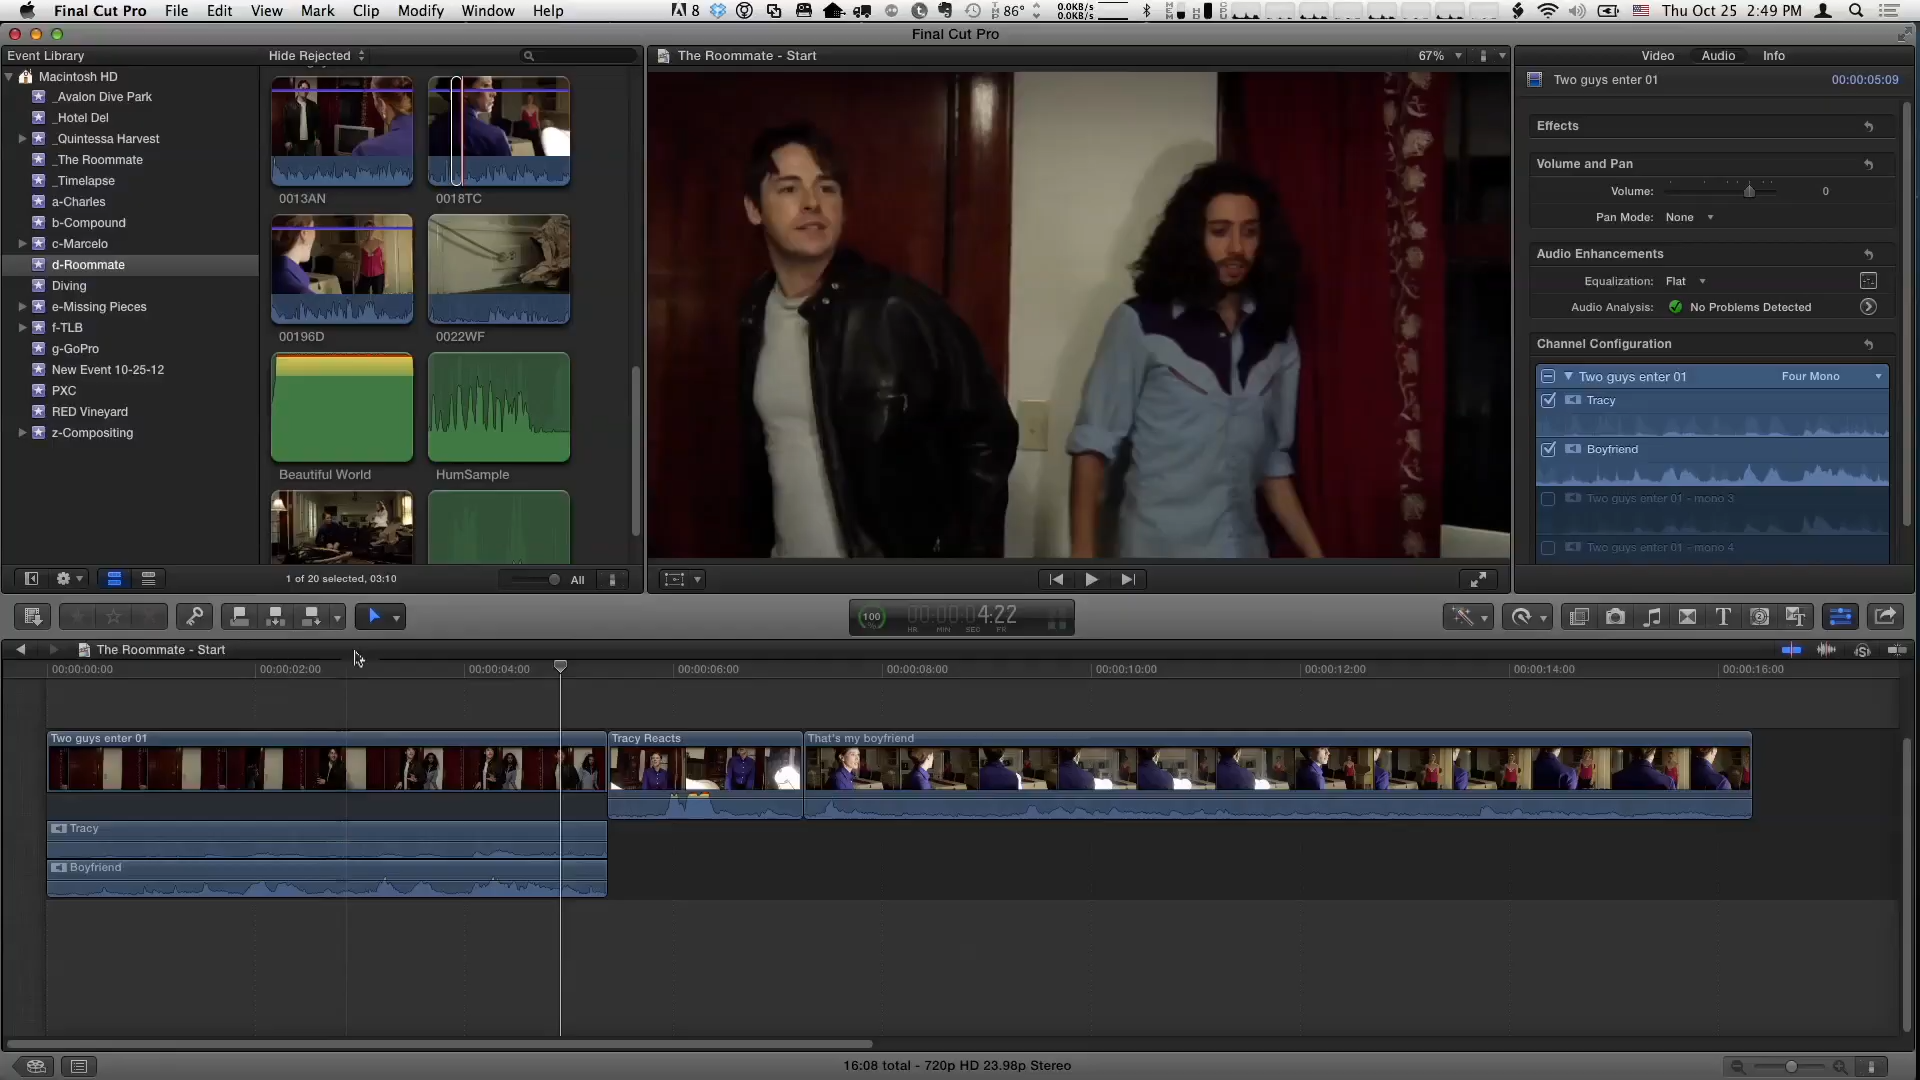 Final Cut Pro File Edit View Mark Clip Modify Window Help
8 86° 0.0KB/s 0.0KB/s Thu Oct 25 2:49 PM
Final Cut Pro
Event Library
Hide Rejected
The Roommate - Start
67%
Video Audio Info
Macintosh HD
_Avalon Dive Park
_Hotel Del
_Quintessa Harvest
_The Roommate
_Timelapse
a-Charles
b-Compound
c-Marcelo
d-Roommate
Diving
e-Missing Pieces
f-TLB
g-GoPro
New Event 10-25-12
PXC
RED Vineyard
z-Compositing
0013AN
0018TC
00196D
0022WF
Beautiful World
HumSample
1 of 20 selected, 03:10
All
Two guys enter 01 00:00:05:09
Effects
Volume and Pan
Volume: 0
Pan Mode: None
Audio Enhancements
Equalization: Flat
Audio Analysis: No Problems Detected
Channel Configuration
Two guys enter 01 Four Mono
Tracy
Boyfriend
Two guys enter 01 - mono 3
Two guys enter 01 - mono 4
100 00:00:04:22
HR MIN SEC FR
The Roommate - Start
00:00:00:00 00:00:02:00 00:00:04:00 00:00:06:00 00:00:08:00 00:00:10:00 00:00:12:00 00:00:14:00 00:00:16:00
Two guys enter 01
Tracy Reacts
That's my boyfriend
Tracy
Boyfriend
16:08 total - 720p HD 23.98p Stereo